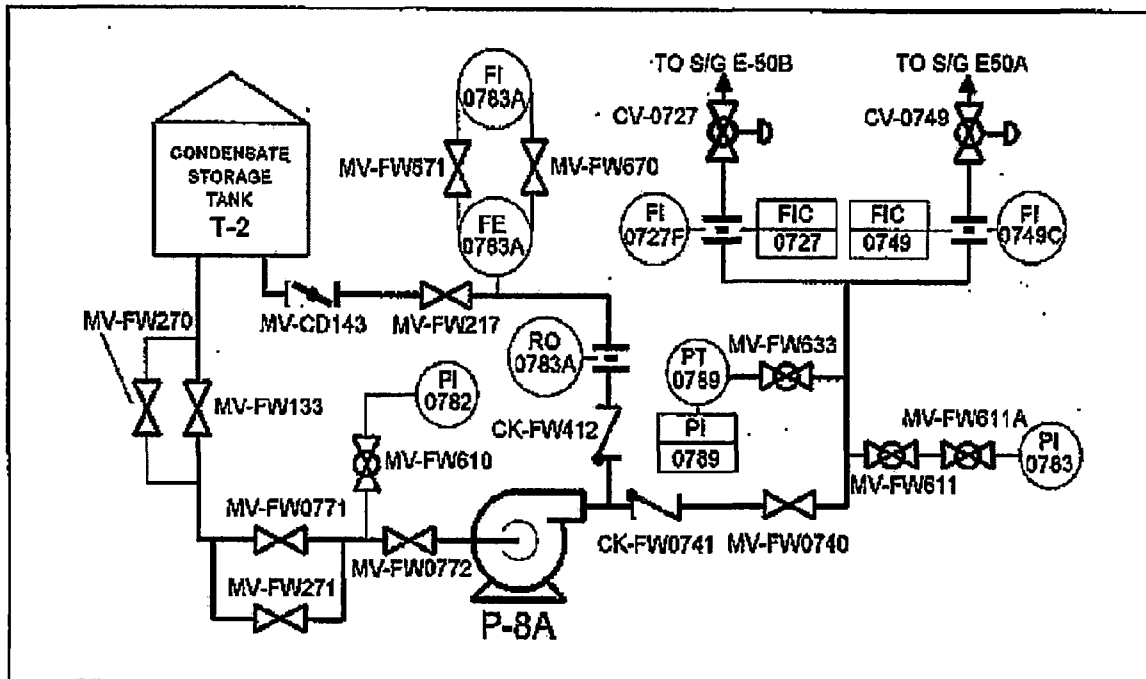 TO S/G E-50B
TO S/G E50A
FI
0783A
CV-0727
CV-0749
CONDENSATE
STORAGE
TANK
T-2
MV-FW671
MV-FW670
FE
0783A
FI
0727F
FIC
0727
FIC
0749
FI
0749C
MV-CD143
MV-FW217
MV-FW270
RO
0783A
PT
0789
MV-FW633
PI
0782
MV-FW133
CK-FW412
PI
0789
MV-FW611A
PI
0783
MV-FW610
MV-FW611
MV-FW0771
MV-FW0772
CK-FW0741
MV-FW0740
MV-FW271
P-8A